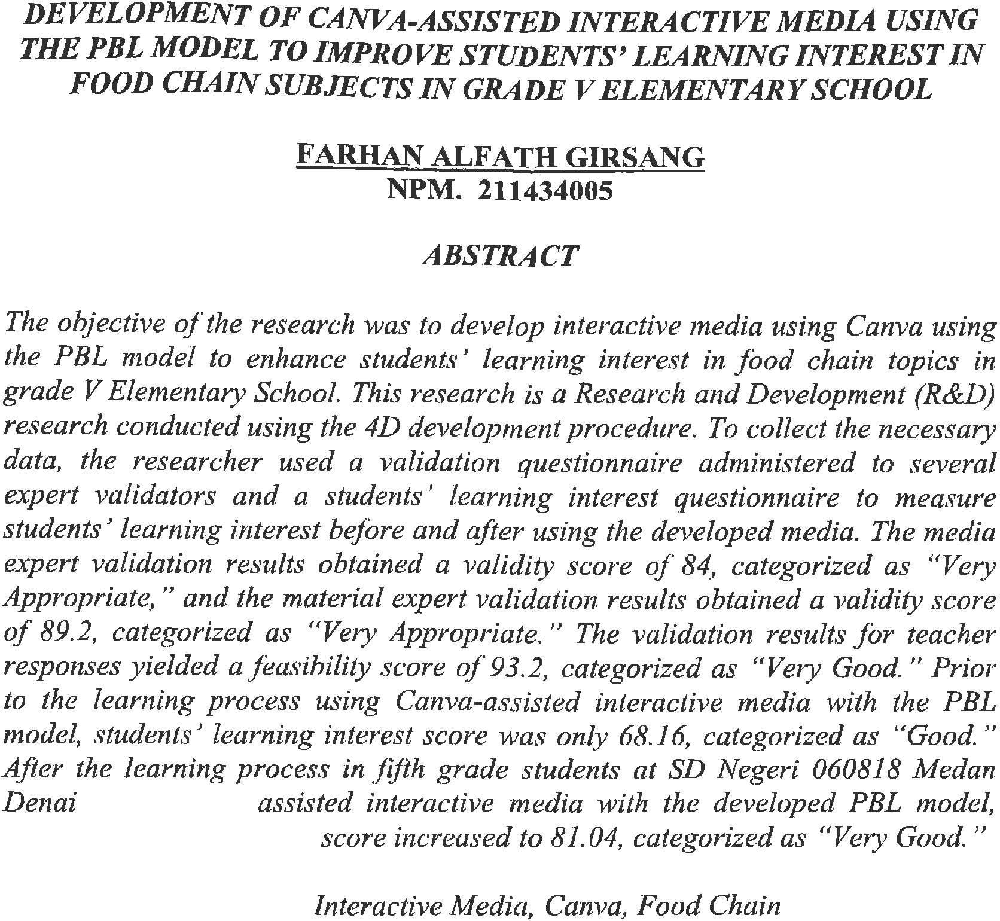 DEVELOPMENT OF CANVA-ASSISTED INTERACTIVE MEDIA USING
THE PBL MODEL TO IMPROVE STUDENTS' LEARNING INTEREST IN
FOOD CHAIN SUBJECTS IN GRADE V ELEMENTARY SCHOOL
FARHAN ALFATH GIRSANG
NPM. 211434005
ABSTRACT
The objective of the research was to develop interactive media using Canva using
the PBL model to enhance students' learning interest in food chain topics in
grade V Elementary School. This research is a Research and Development (R&D)
research conducted using the 4D development procedure. To collect the necessary
data, the researcher used a validation questionnaire administered to several
expert validators and a students' learning interest questionnaire to measure
students' learning interest before and after using the developed media. The media
expert validation results obtained a validity score of 84, categorized as “Very
Appropriate,” and the material expert validation results obtained a validity score
of 89.2, categorized as “Very Appropriate.” The validation results for teacher
responses yielded a feasibility score of 93.2, categorized as “Very Good.” Prior
to the learning process using Canva-assisted interactive media with the PBL
model, students' learning interest score was only 68.16, categorized as “Good.”
After the learning process in fifth grade students at SD Negeri 060818 Medan
Denai assisted interactive media with the developed PBL model,
score increased to 81.04, categorized as “Very Good.”
Interactive Media, Canva, Food Chain